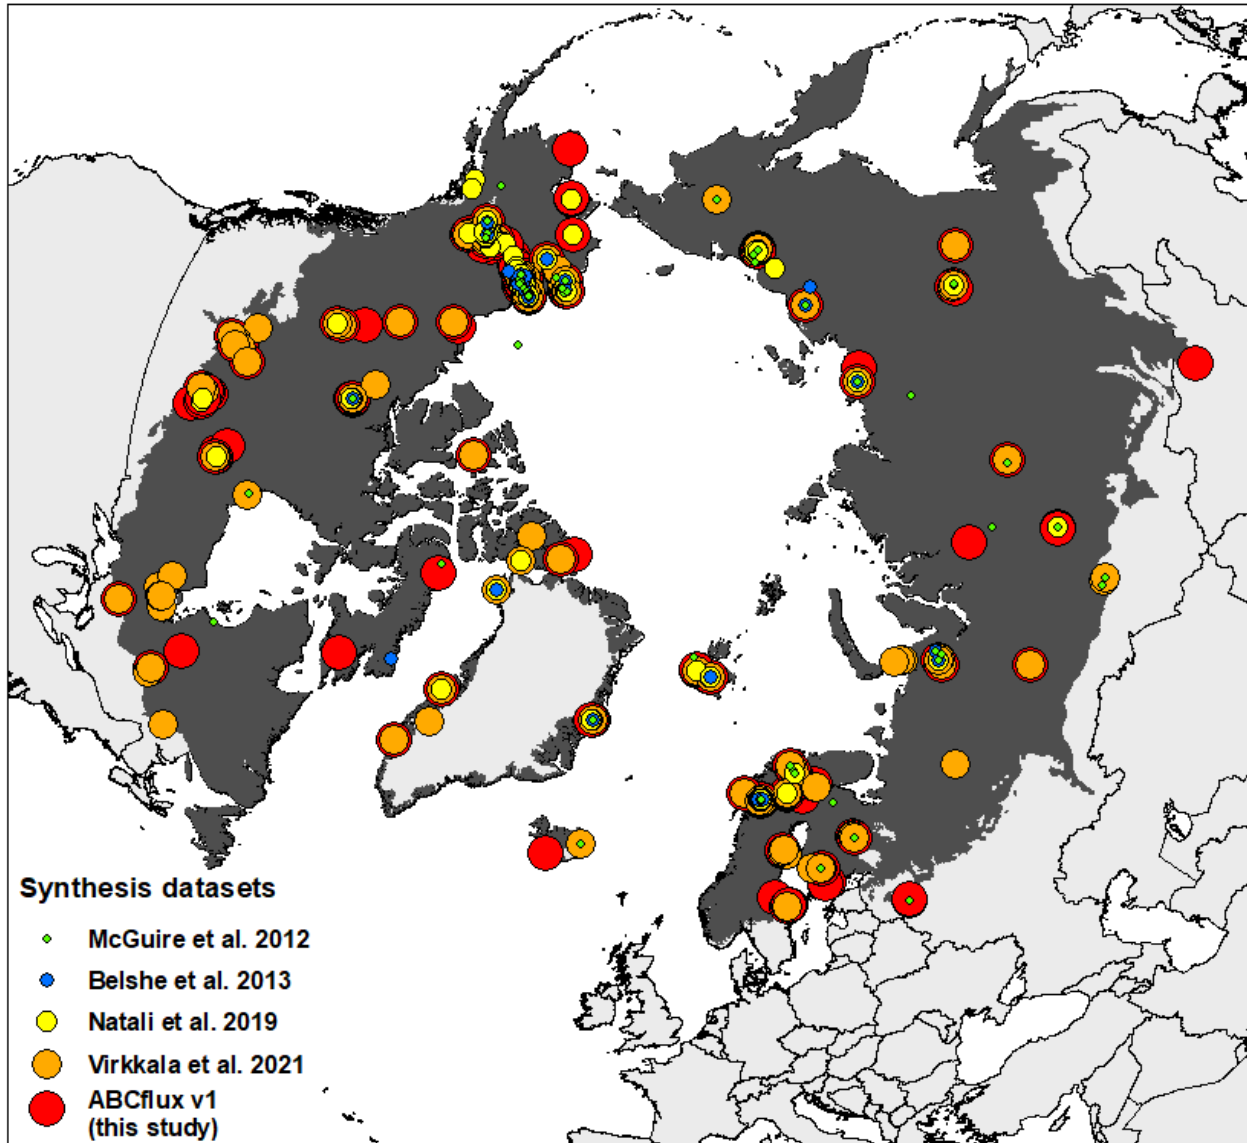 Synthesis datasets
McGuire et al. 2012
Belshe et al. 2013
Natali et al. 2019
Virkkala et al. 2021
ABCflux v1
(this study)